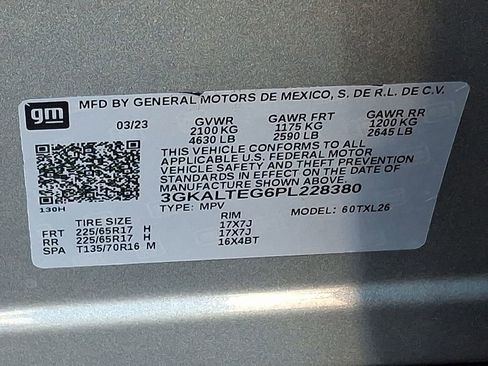 gm
MFD BY GENERAL MOTORS DE MEXICO, S. DE R.L. DE C.V.
03/23 GVWR GAWR FRT GAWR RR
2100 KG 1175 KG 1200 KG
4630 LB 2590 LB 2645 LB
THIS VEHICLE CONFORMS TO ALL
APPLICABLE U.S. FEDERAL MOTOR
VEHICLE SAFETY AND THEFT PREVENTION
STANDARDS IN EFFECT ON THE DATE OF
MANUFACTURE SHOWN ABOVE.
3GKALTEG6PL228380
130H TYPE: MPV MODEL: 60TXL26
TIRE SIZE RIM
FRT 225/65R17 H 17X7J
RR 225/65R17 H 17X7J
SPA T135/70R16 M 16X4BT